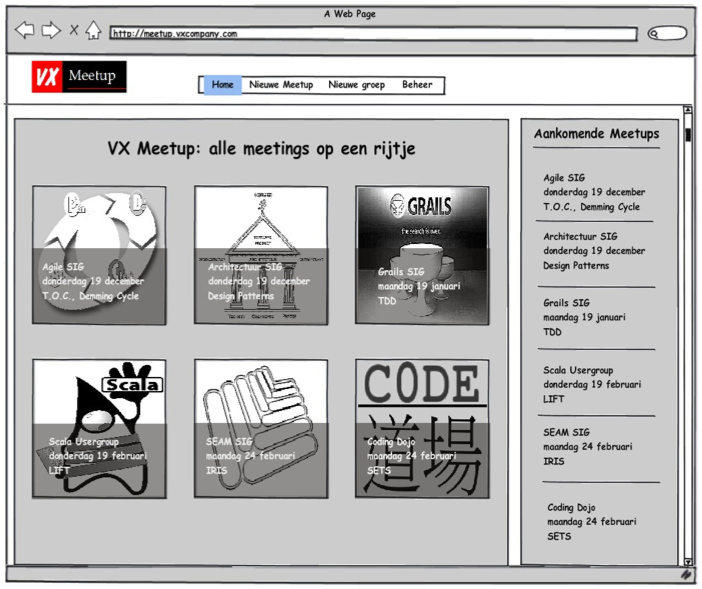 A Web Page
http://meetup.vxcompany.com
VX Meetup
Home Nieuwe Meetup Nieuwe groep Beheer
VX Meetup: alle meetings op een rijtje
Agile SIG
donderdag 19 december
T.O.C., Demming Cycle
Architectuur SIG
donderdag 19 december
Design Patterns
GRAILS
Grails SIG
maandag 19 januari
TDD
Scala
Scala Usergroup
donderdag 19 februari
LIFT
SEAM SIG
maandag 24 februari
IRIS
CODE
道場
Coding Dojo
maandag 24 februari
SETS
Aankomende Meetups
Agile SIG
donderdag 19 december
T.O.C., Demming Cycle
Architectuur SIG
donderdag 19 december
Design Patterns
Grails SIG
maandag 19 januari
TDD
Scala Usergroup
donderdag 19 februari
LIFT
SEAM SIG
maandag 24 februari
IRIS
Coding Dojo
maandag 24 februari
SETS